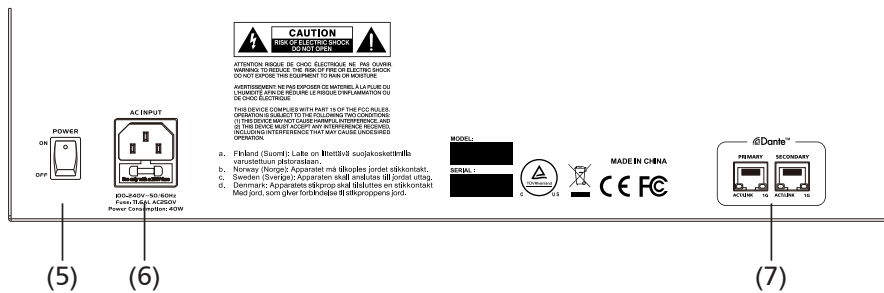 CAUTION
RISK OF ELECTRIC SHOCK
DO NOT OPEN
ATTENTION: RISQUE DE CHOC ÉLECTRIQUE NE PAS OUVRIR
WARNING: TO REDUCE THE RISK OF FIRE OR ELECTRIC SHOCK
DO NOT EXPOSE THIS EQUIPMENT TO RAIN OR MOISTURE
AVERTISSEMENT: NE PAS EXPOSER CE MATERIEL À LA PLUIE OU
L'HUMIDITÉ AFIN DE RÉDUIRE LE RISQUE D'INFLAMMATION OU
DE CHOC ÉLECTRIQUE
THIS DEVICE COMPLIES WITH PART 15 OF THE FCC RULES.
OPERATION IS SUBJECT TO THE FOLLOWING TWO CONDITIONS:
(1) THIS DEVICE MAY NOT CAUSE HARMFUL INTERFERENCE, AND
(2) THIS DEVICE MUST ACCEPT ANY INTERFERENCE RECEIVED,
INCLUDING INTERFERENCE THAT MAY CAUSE UNDESIRED
OPERATION.
a. Finland (Suomi): Laite on liitettävä suojakoskettimilla
varustettuun pistorasiaan.
b. Norway (Norge): Apparatet må tilkoples jordet stikkontakt.
c. Sweden (Sverige): Apparaten skall anslutas till jordat uttag.
d. Denmark: Apparatets stikprop skal tilsluttes en stikkontakt
Med jord, som giver forbindelse til stikproppens jord.
POWER
ON
OFF
AC INPUT
100-240V~50/60Hz
Fuse: T1.6AL AC250V
Power Consumption: 40W
MODEL:
SERIAL:
TÜVRheinland
C US
MADE IN CHINA
CE FC
Dante™
PRIMARY SECONDARY
ACT/LINK 1G ACT/LINK 1G
(5) (6) (7)